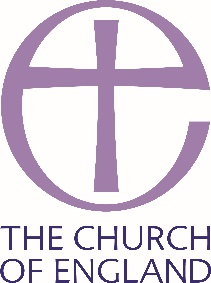 THE CHURCH
OF ENGLAND